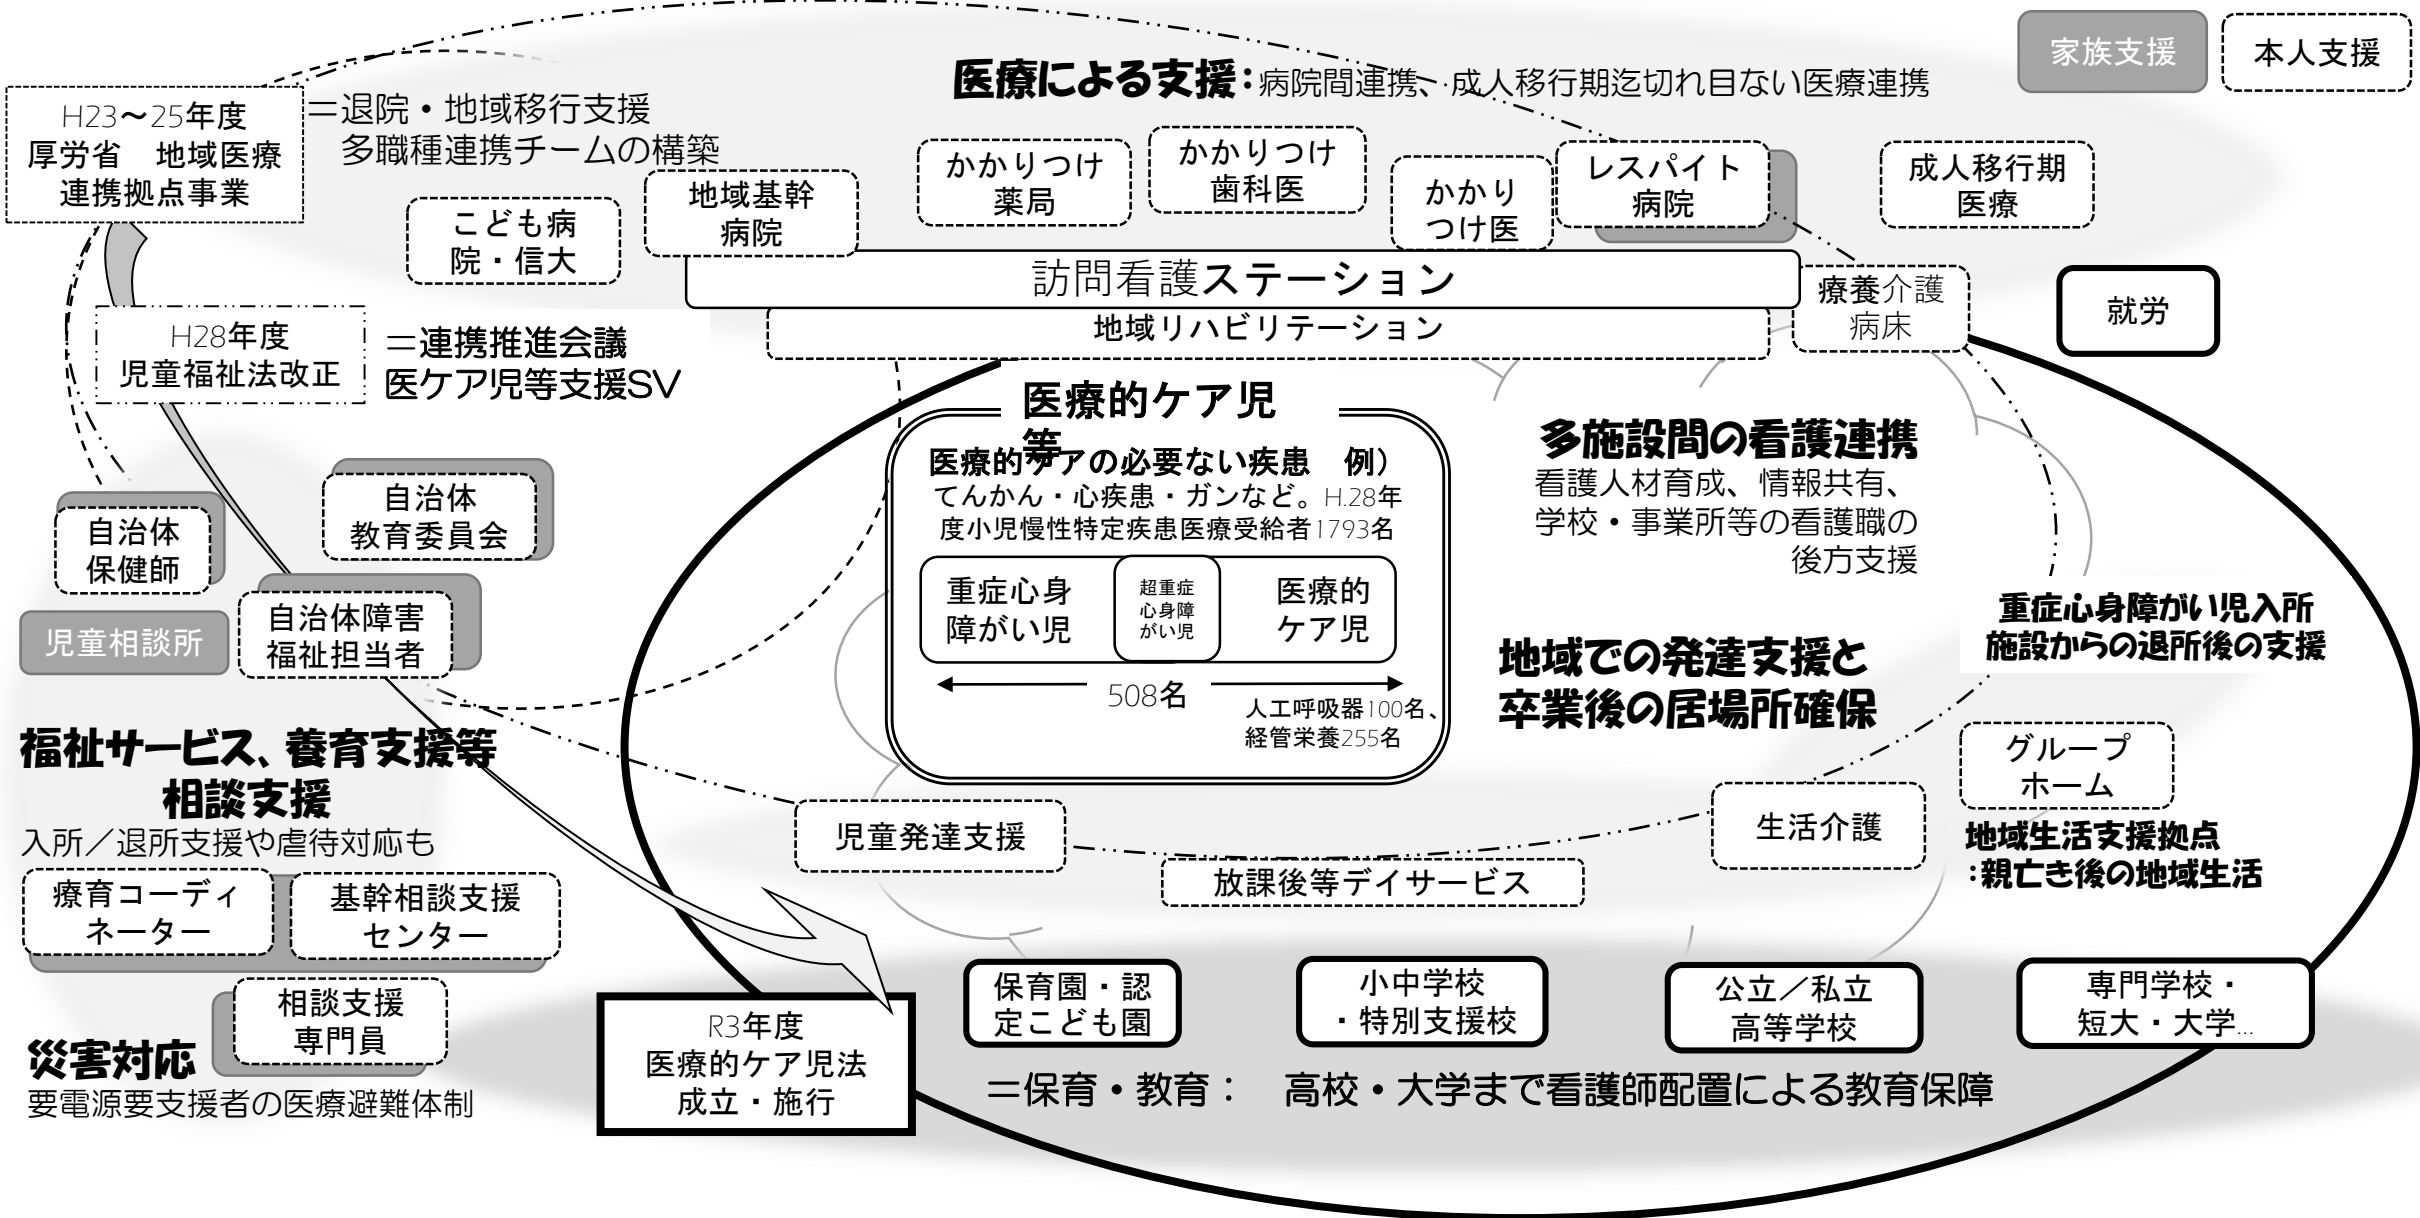 家族支援
本人支援
医療による支援：病院間連携、成人移行期迄切れ目ない医療連携
H23～25年度
厚労省　地域医療
連携拠点事業
＝退院・地域移行支援
多職種連携チームの構築
こども病
院・信大
地域基幹
病院
かかりつけ
薬局
かかりつけ
歯科医
かかり
つけ医
レスパイト
病院
成人移行期
医療
訪問看護ステーション
地域リハビリテーション
療養介護
病床
就労
H28年度
児童福祉法改正
＝連携推進会議
医ケア児等支援SV
医療的ケア児
等
医療的ケアの必要ない疾患　例）
てんかん・心疾患・ガンなど。H.28年
度小児慢性特定疾患医療受給者1793名
重症心身
障がい児
超重症
心身障
がい児
医療的
ケア児
508名
人工呼吸器100名、
経管栄養255名
多施設間の看護連携
看護人材育成、情報共有、
学校・事業所等の看護職の
後方支援
地域での発達支援と
卒業後の居場所確保
重症心身障がい児入所
施設からの退所後の支援
自治体
保健師
自治体
教育委員会
児童相談所
自治体障害
福祉担当者
福祉サービス、養育支援等
相談支援
入所／退所支援や虐待対応も
療育コーディ
ネーター
基幹相談支援
センター
相談支援
専門員
災害対応
要電源要支援者の医療避難体制
児童発達支援
放課後等デイサービス
生活介護
グループ
ホーム
地域生活支援拠点
：親亡き後の地域生活
R3年度
医療的ケア児法
成立・施行
保育園・認
定こども園
小中学校
・特別支援校
公立／私立
高等学校
専門学校・
短大・大学...
＝保育・教育：　高校・大学まで看護師配置による教育保障